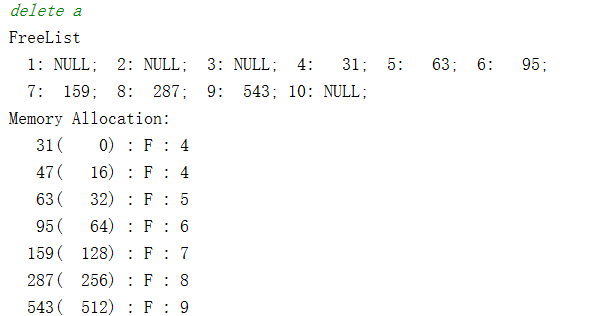 delete a
FreeList
  1: NULL;  2: NULL;  3: NULL;  4:   31;  5:   63;  6:   95;
  7:  159;  8:  287;  9:  543; 10: NULL;
Memory Allocation:
   31(    0) : F : 4
   47(   16) : F : 4
   63(   32) : F : 5
   95(   64) : F : 6
  159(  128) : F : 7
  287(  256) : F : 8
  543(  512) : F : 9